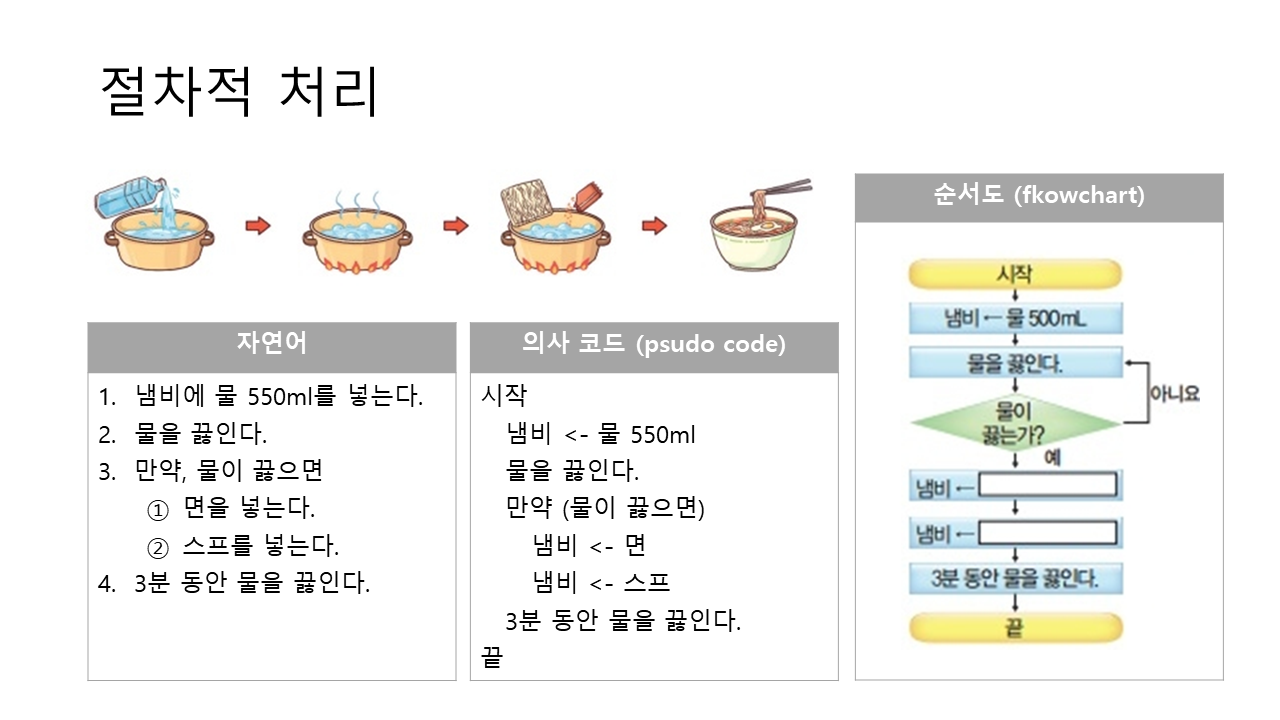 절차적 처리
자연어
1. 냄비에 물 550ml를 넣는다.
2. 물을 끓인다.
3. 만약, 물이 끓으면
① 면을 넣는다.
② 스프를 넣는다.
4. 3분 동안 물을 끓인다.
의사 코드 (psudo code)
시작
냄비 <- 물 550ml
물을 끓인다.
만약 (물이 끓으면)
냄비 <- 면
냄비 <- 스프
3분 동안 물을 끓인다.
끝
순서도 (fkowchart)
시작
냄비 ← 물 500mL
물을 끓인다.
아니요
물이
끓는가?
예
냄비 ←
냄비 ←
3분 동안 물을 끓인다.
끝